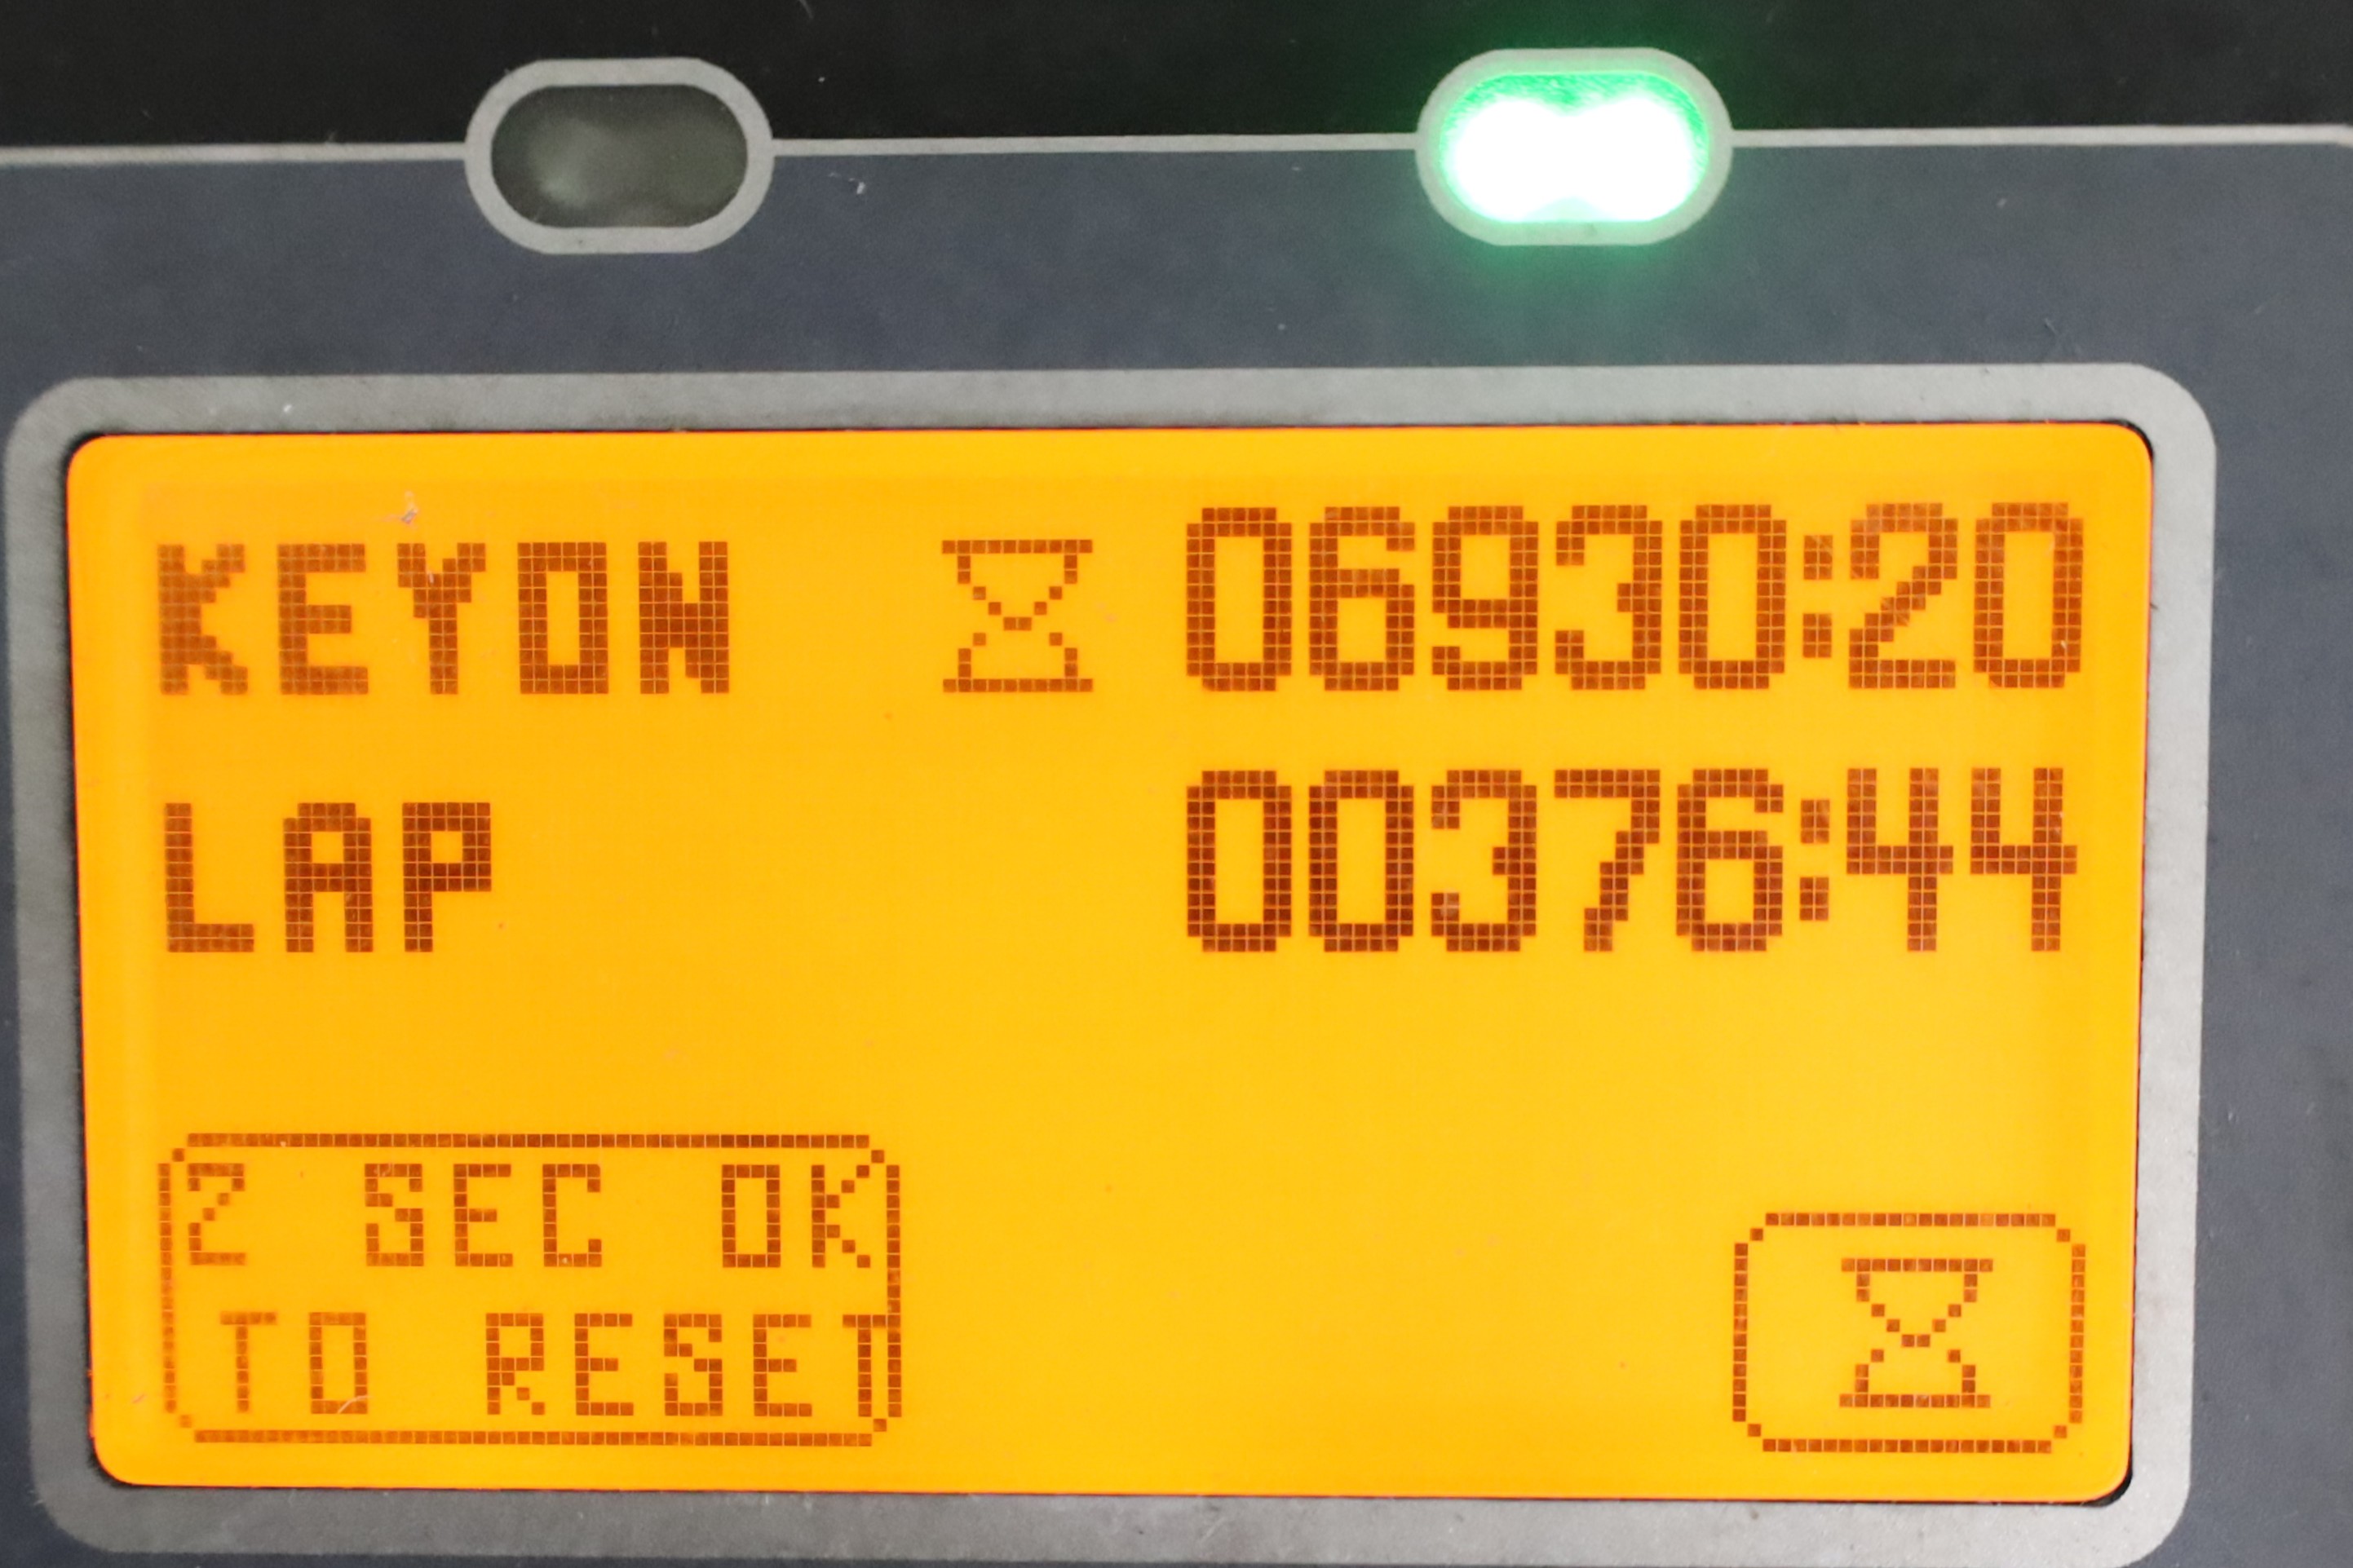 KEYON 06930:20
LAP 00376:44
2 SEC OK
TO RESET